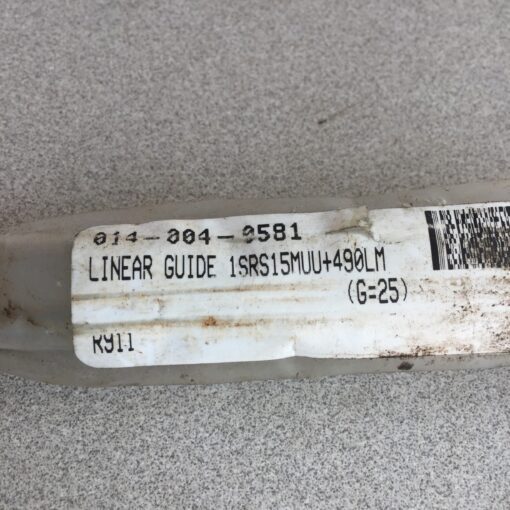 014-004-0581
LINEAR GUIDE 1SRS15MUU+490LM
(G=25)
R911